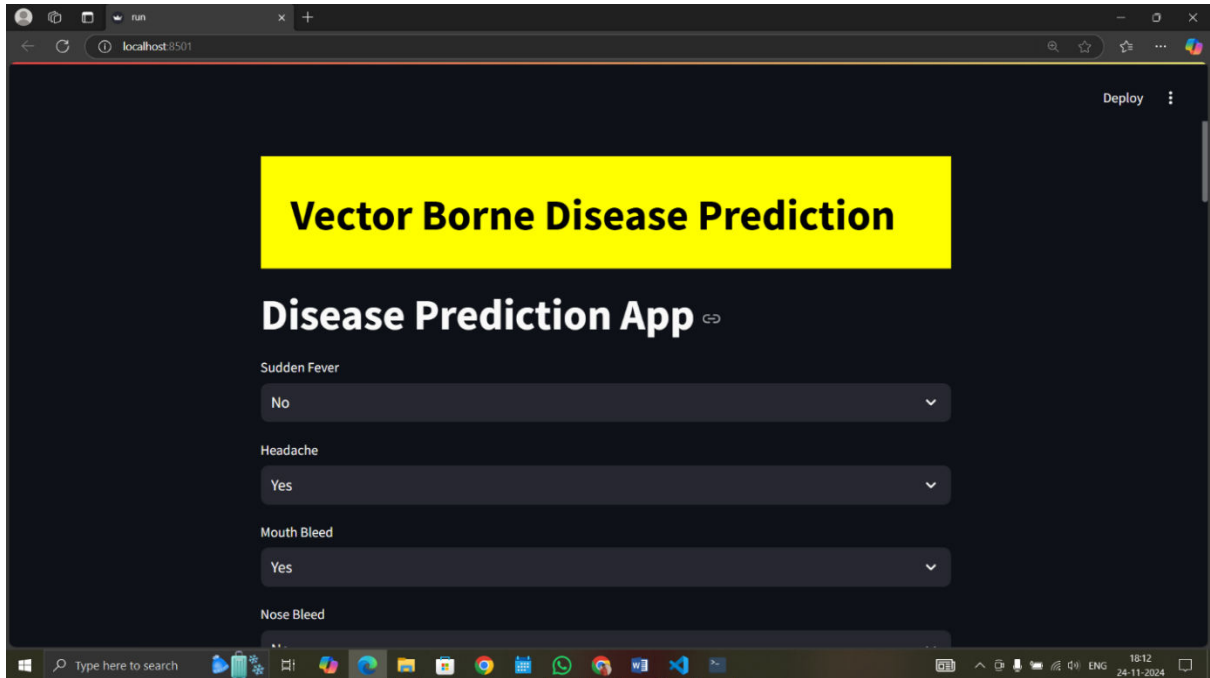 run
localhost:8501
Deploy
Vector Borne Disease Prediction
Disease Prediction App
Sudden Fever
No
Headache
Yes
Mouth Bleed
Yes
Nose Bleed
Type here to search
ENG
18:12
24-11-2024